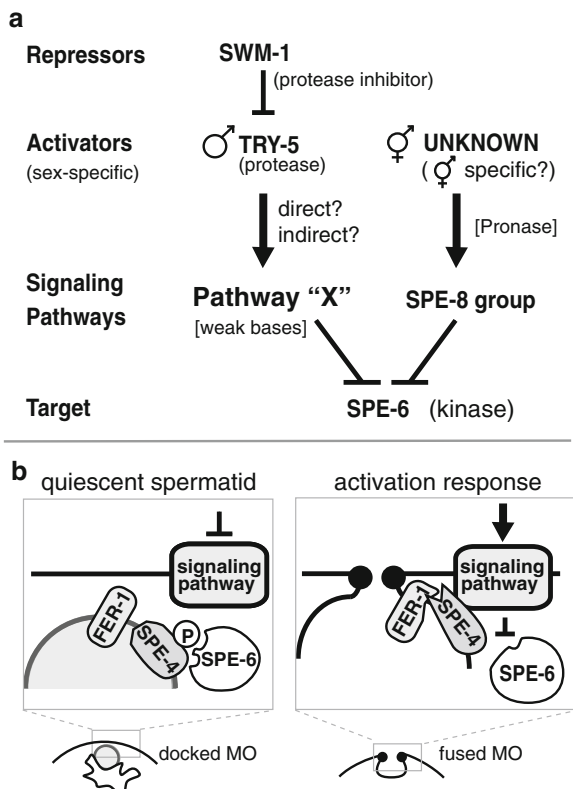 a
Repressors SWM-1
(protease inhibitor)
Activators ♂ TRY-5 ⚥ UNKNOWN
(sex-specific) (protease) (⚥ specific?)
direct?
indirect? [Pronase]
Signaling Pathway “X” SPE-8 group
Pathways [weak bases]
Target SPE-6 (kinase)
b
quiescent spermatid activation response
signaling
pathway
signaling
pathway
FER-1
SPE-4
P
SPE-6
FER-1
SPE-4
SPE-6
docked MO fused MO